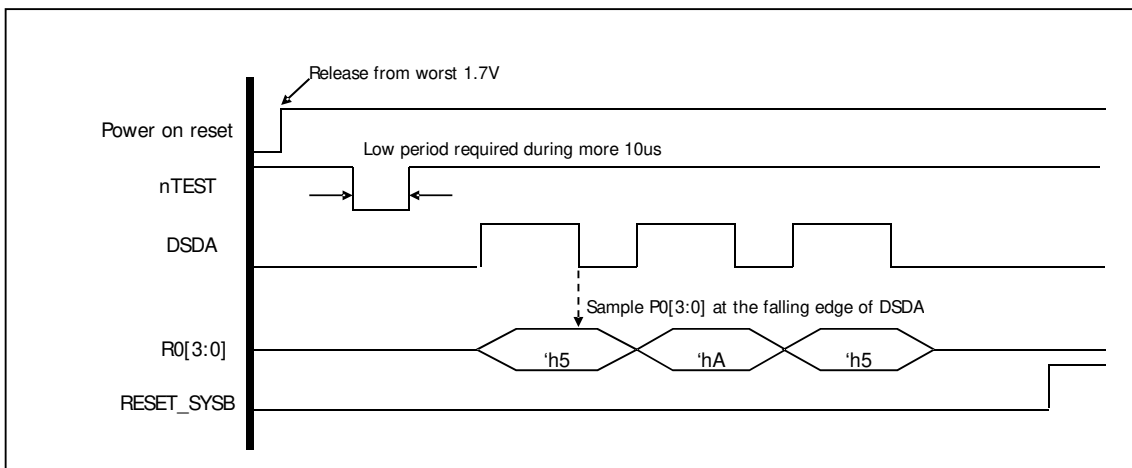 Release from worst 1.7V
Power on reset
Low period required during more 10us
nTEST
DSDA
Sample P0[3:0] at the falling edge of DSDA
R0[3:0]
‘h5
‘hA
‘h5
RESET_SYSB